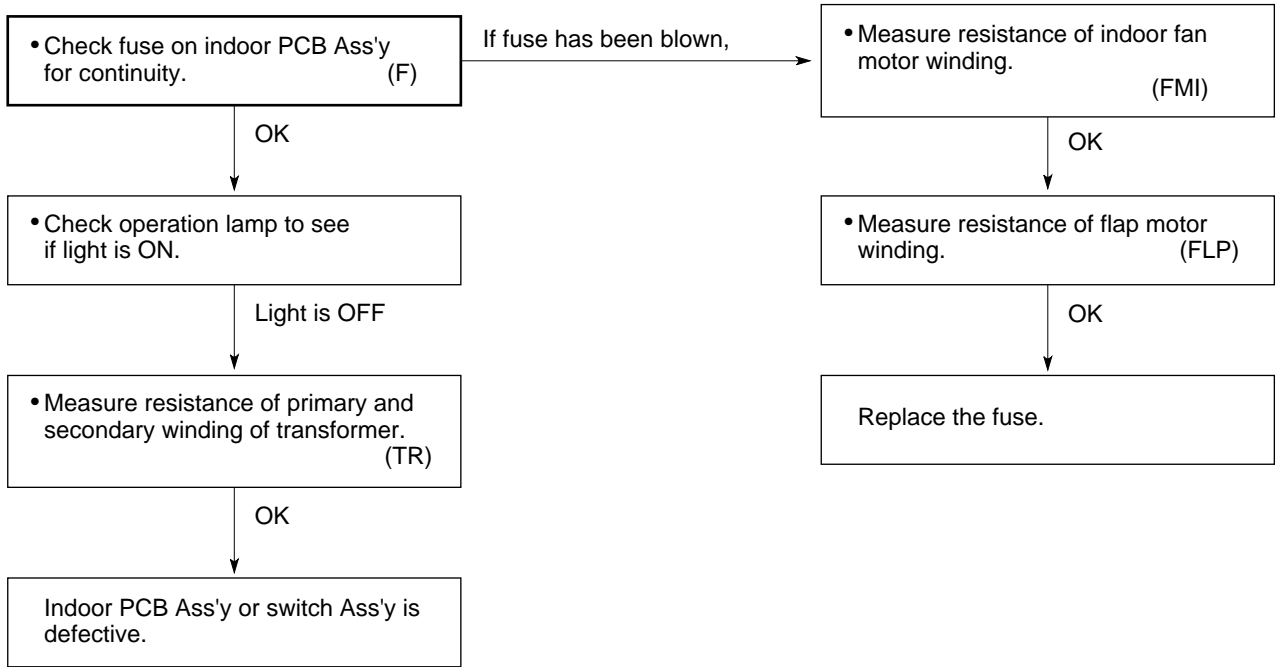 • Check fuse on indoor PCB Ass'y
for continuity. (F)
If fuse has been blown,
• Measure resistance of indoor fan
motor winding.
(FMI)
OK
OK
• Check operation lamp to see
if light is ON.
• Measure resistance of flap motor
winding. (FLP)
Light is OFF
OK
• Measure resistance of primary and
secondary winding of transformer.
(TR)
Replace the fuse.
OK
Indoor PCB Ass'y or switch Ass'y is
defective.